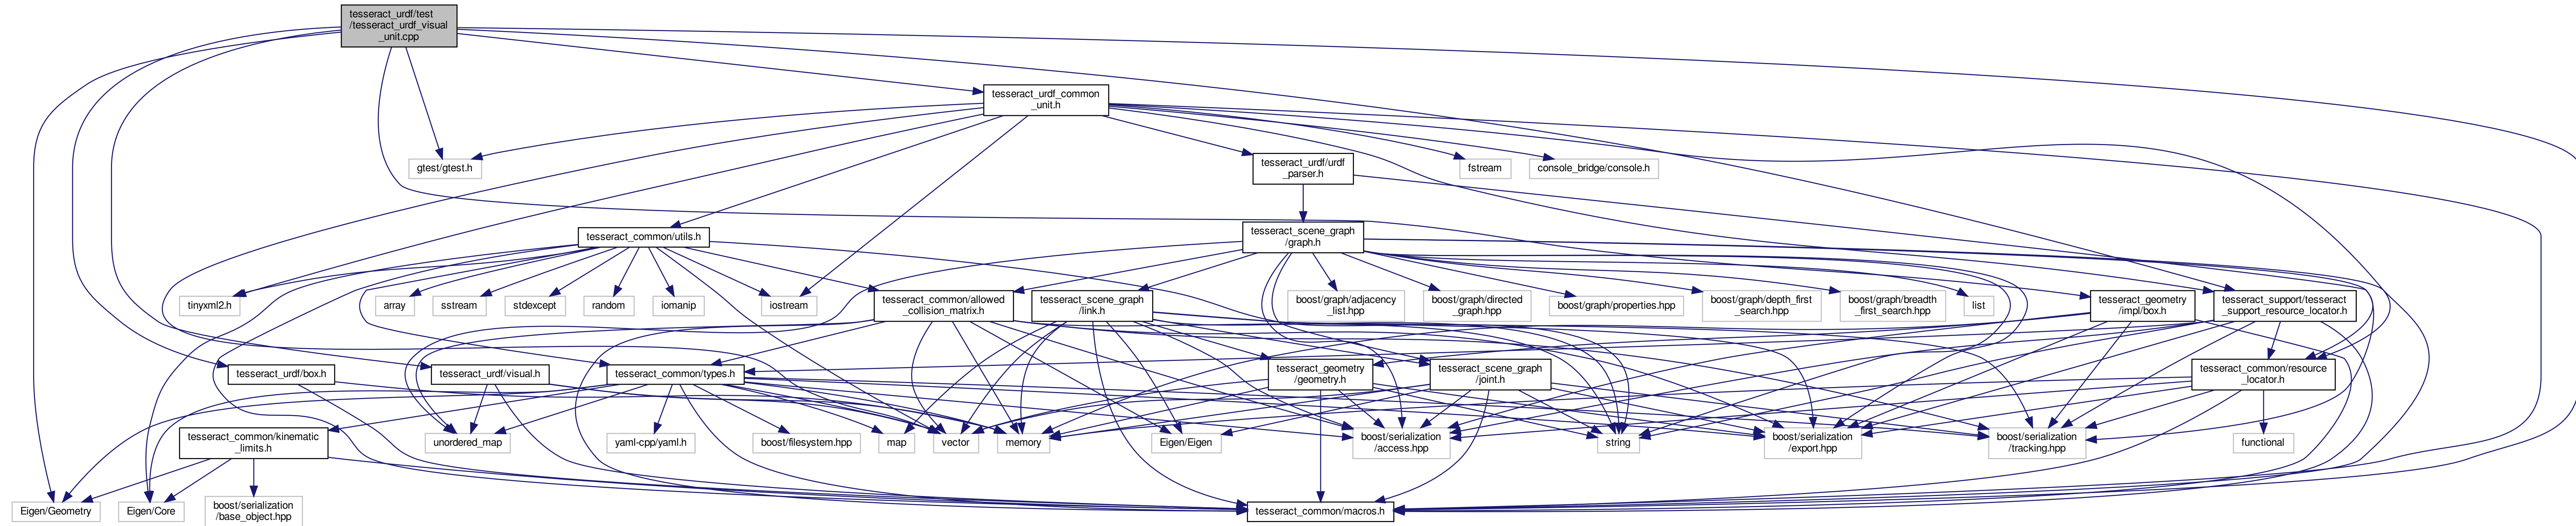 tesseract_urdf/test
/tesseract_urdf_visual
_unit.cpp
tesseract_urdf_common
_unit.h
gtest/gtest.h
tesseract_urdf/urdf
_parser.h
fstream
console_bridge/console.h
tesseract_common/utils.h
tesseract_scene_graph
/graph.h
tinyxml2.h
array
sstream
stdexcept
random
iomanip
iostream
tesseract_common/allowed
_collision_matrix.h
tesseract_scene_graph
/link.h
boost/graph/adjacency
_list.hpp
boost/graph/directed
_graph.hpp
boost/graph/properties.hpp
boost/graph/depth_first
_search.hpp
boost/graph/breadth
_first_search.hpp
list
tesseract_geometry
/impl/box.h
tesseract_support/tesseract
_support_resource_locator.h
tesseract_urdf/box.h
tesseract_urdf/visual.h
tesseract_common/types.h
tesseract_geometry
/geometry.h
tesseract_scene_graph
/joint.h
tesseract_common/resource
_locator.h
tesseract_common/kinematic
_limits.h
unordered_map
yaml-cpp/yaml.h
boost/filesystem.hpp
map
vector
memory
Eigen/Eigen
boost/serialization
/access.hpp
string
boost/serialization
/export.hpp
boost/serialization
/tracking.hpp
functional
Eigen/Geometry
Eigen/Core
boost/serialization
/base_object.hpp
tesseract_common/macros.h